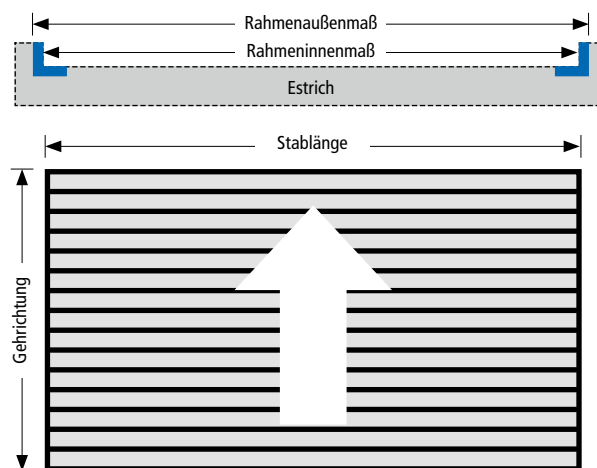 Rahmenaußenmaß
Rahmeninnenmaß
Estrich
Stablänge
Gehrichtung